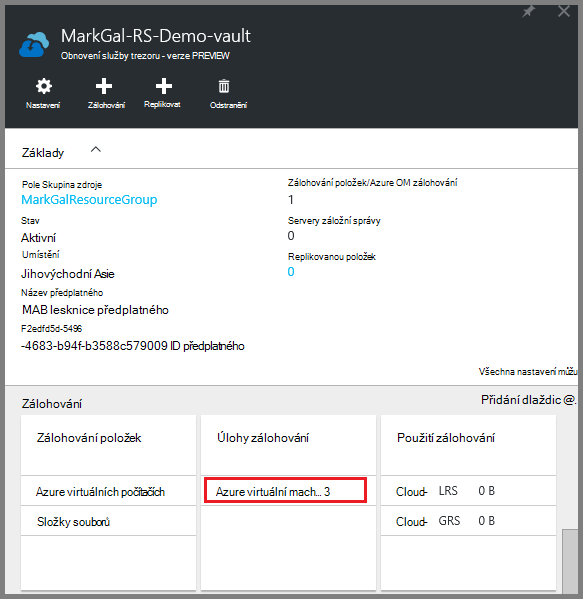 MarkGal-RS-Demo-vault
Obnovení služby trezoru - verze PREVIEW
Nastavení Zálohování Replikovat Odstranění
Základy
Pole Skupina zdroje
MarkGalResourceGroup
Stav
Aktivní
Umístění
Jihovýchodní Asie
Název předplatného
MAB lesknice předplatného
F2edfd5d-5496
-4683-b94f-b3588c579009 ID předplatného
Zálohování položek/Azure OM zálohování
1
Servery záložní správy
0
Replikovanou položek
0
Všechna nastavení můžu
Zálohování
Přidání dlaždic @.
Zálohování položek
Azure virtuálních počítačích
Složky souborů
Úlohy zálohování
Azure virtuální mach... 3
Použití zálohování
Cloud- LRS 0 B
Cloud- GRS 0 B